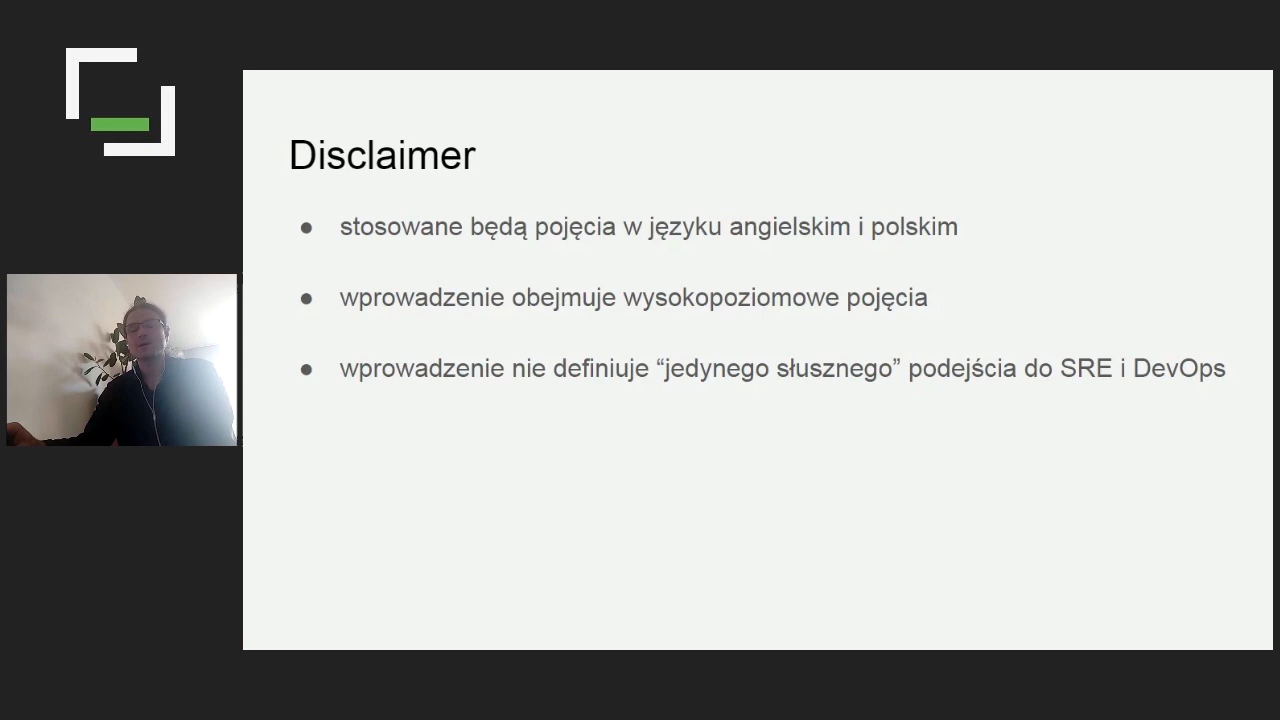 Disclaimer
● stosowane będą pojęcia w języku angielskim i polskim
● wprowadzenie obejmuje wysokopoziomowe pojęcia
● wprowadzenie nie definiuje “jedynego słusznego” podejścia do SRE i DevOps